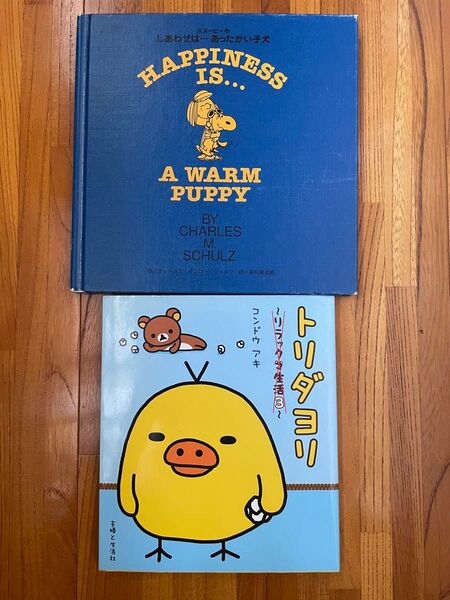 スヌーピーの
しあわせは…あったかい子犬
HAPPINESS
IS...
A WARM
PUPPY
BY
CHARLES
M.
SCHULZ
トリダヨリ
～リラックマ生活③～
コンドウ アキ
主婦と生活社